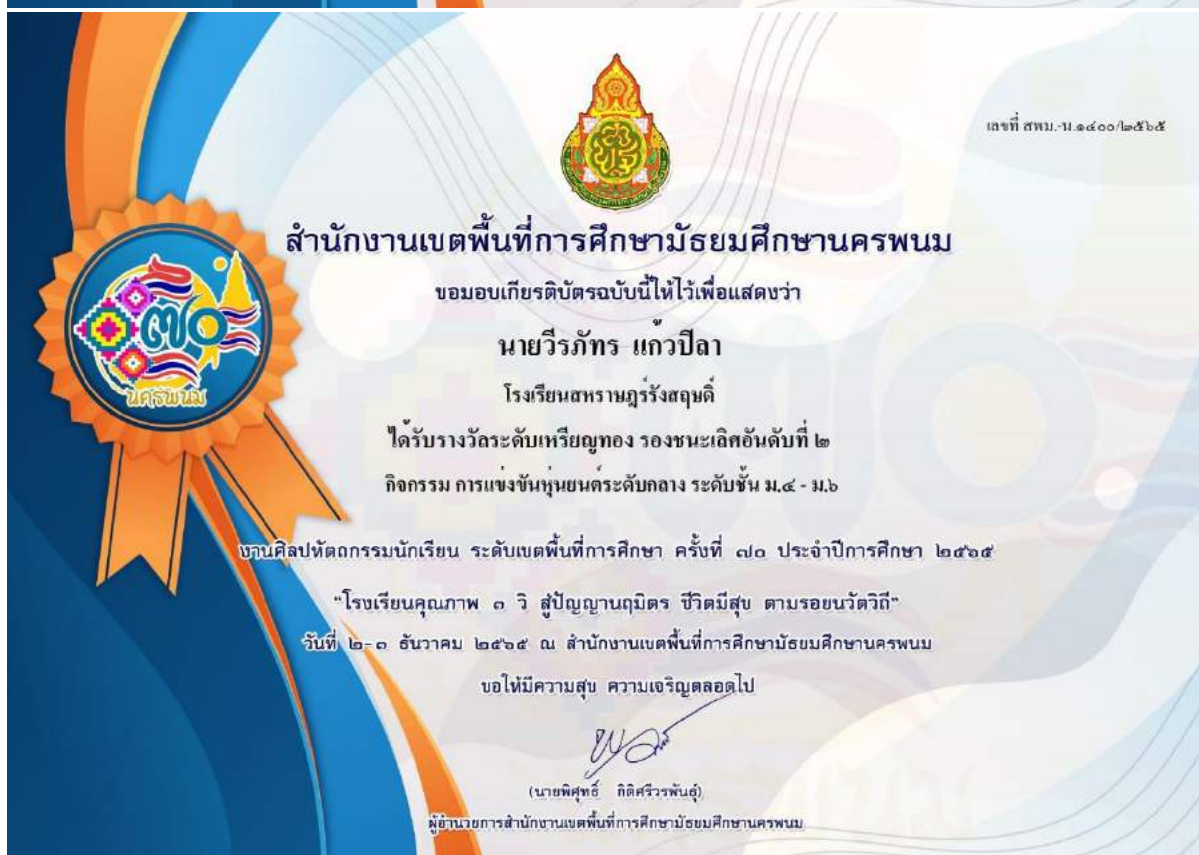 เลขที่ สพม.-น.๑๔๐๐/๒๕๖๕
สำนักงานเขตพื้นที่การศึกษามัธยมศึกษานครพนม
ขอมอบเกียรติบัตรฉบับนี้ให้ไว้เพื่อแสดงว่า
นายวีรภัทร แก้วปีลา
โรงเรียนสหราษฎร์รังสฤษดิ์
ได้รับรางวัลระดับเหรียญทอง รองชนะเลิศอันดับที่ ๒
กิจกรรม การแข่งขันหุ่นยนต์ระดับกลาง ระดับชั้น ม.๔ - ม.๖
๗๐
นครพนม
งานศิลปหัตถกรรมนักเรียน ระดับเขตพื้นที่การศึกษา ครั้งที่ ๗๐ ประจำปีการศึกษา ๒๕๖๕
"โรงเรียนคุณภาพ ๓ วิ สู่ปัญญานฤมิตร ชีวิตมีสุข ตามรอยนวัตวิถี"
วันที่ ๒-๓ ธันวาคม ๒๕๖๕ ณ สำนักงานเขตพื้นที่การศึกษามัธยมศึกษานครพนม
ขอให้มีความสุข ความเจริญตลอดไป
(นายพิศุทธิ์ กิติศรีวรพันธุ์)
ผู้อำนวยการสำนักงานเขตพื้นที่การศึกษามัธยมศึกษานครพนม